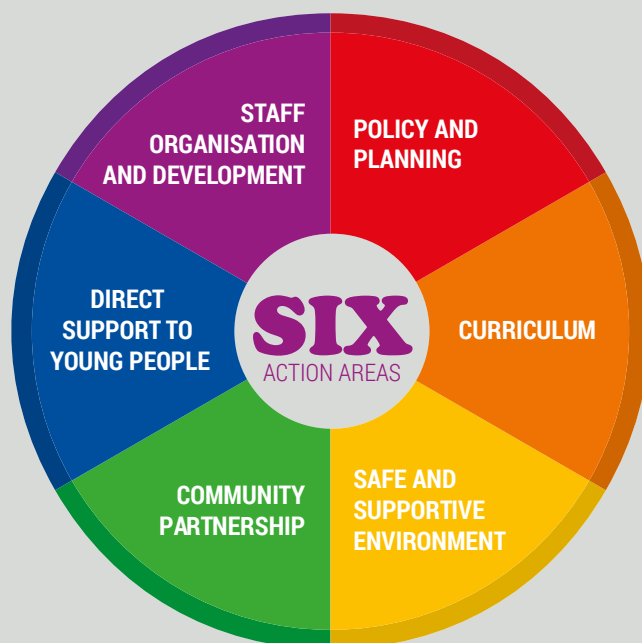 STAFF
ORGANISATION
AND DEVELOPMENT
POLICY AND
PLANNING
DIRECT
SUPPORT TO
YOUNG PEOPLE
SIX
ACTION AREAS
CURRICULUM
COMMUNITY
PARTNERSHIP
SAFE AND
SUPPORTIVE
ENVIRONMENT